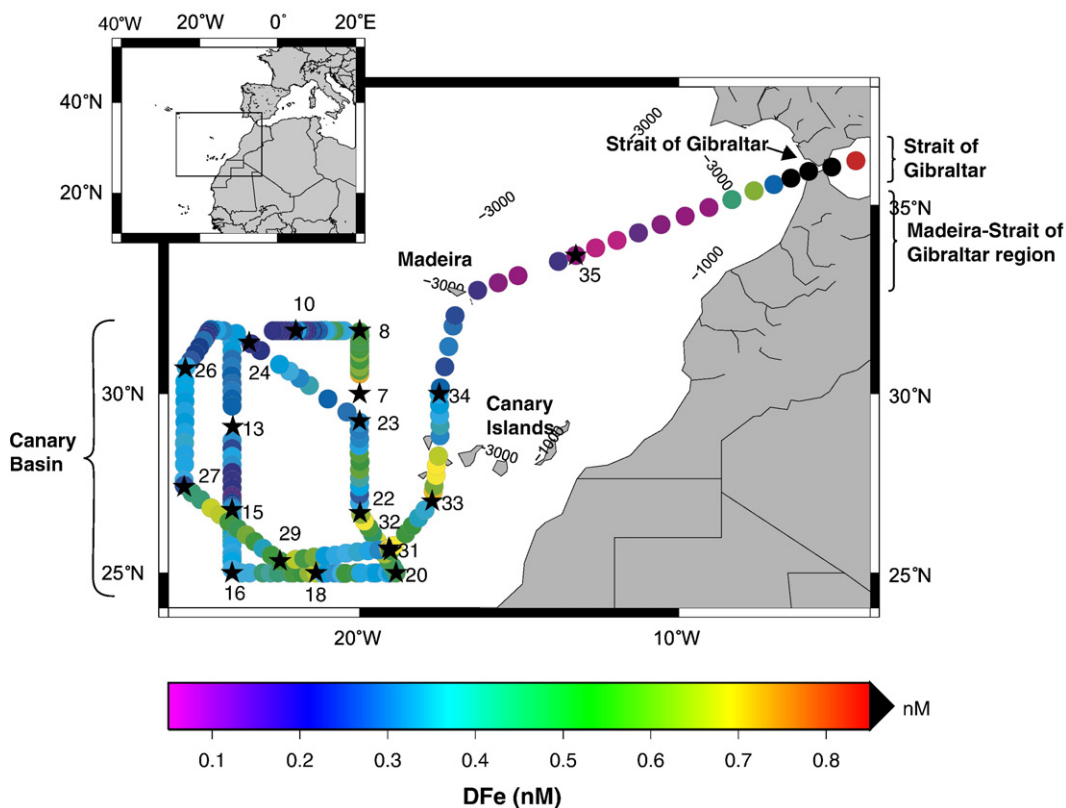 40°W 20°W 0° 20°E
40°N
20°N
-3000
Strait of Gibraltar
-3000
Strait of
Gibraltar
-3000
35°N
Madeira-Strait of
Gibraltar region
Madeira
-3000
35
-1000
10
8
26
24
7
30°N
30°N
34
23
13
Canary
Islands
-3000
-1000
Canary
Basin
27
22
33
15
32
29
31
25°N
25°N
16
18
20
20°W 10°W
nM
0.1 0.2 0.3 0.4 0.5 0.6 0.7 0.8
DFe (nM)